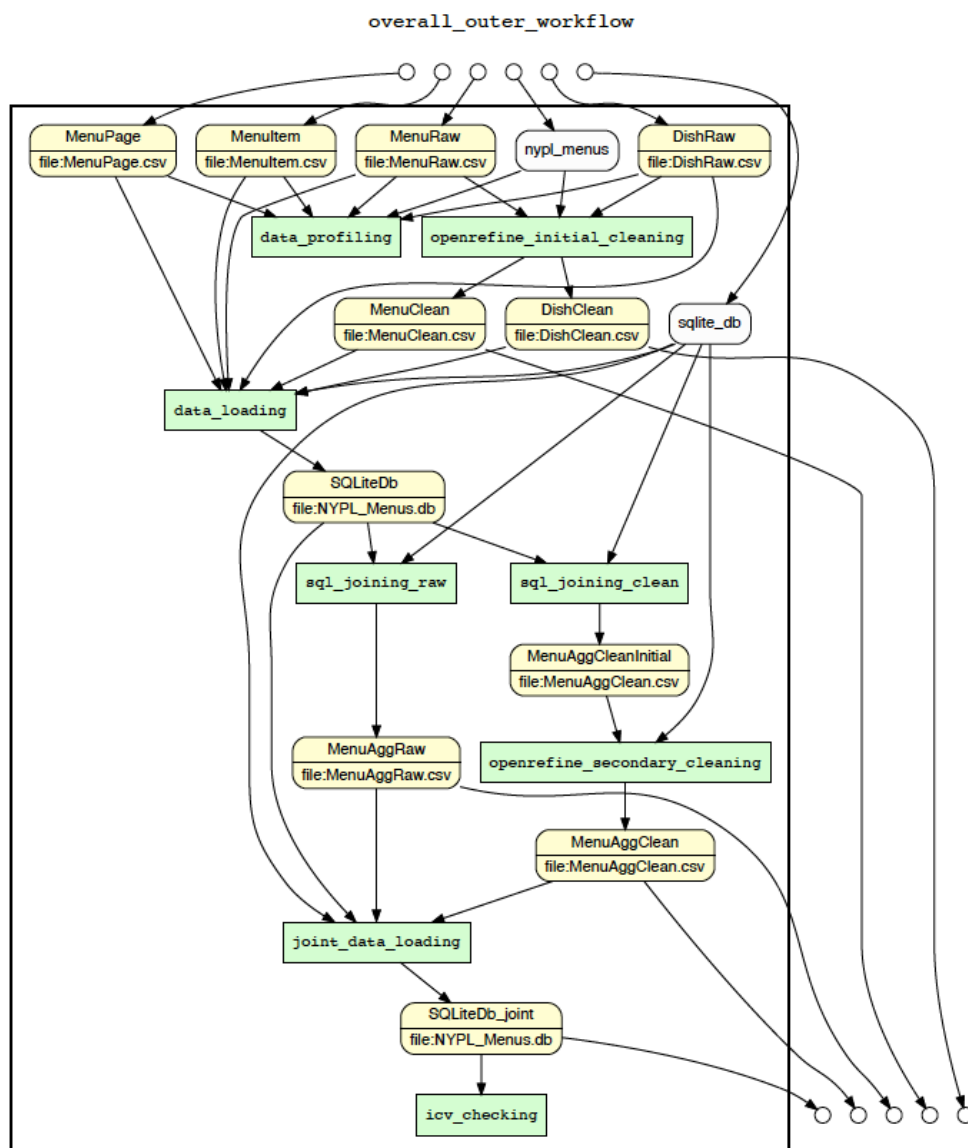 overall_outer_workflow
MenuPage
file:MenuPage.csv
MenuItem
file:MenuItem.csv
MenuRaw
file:MenuRaw.csv
nypl_menus
DishRaw
file:DishRaw.csv
data_profiling
openrefine_initial_cleaning
MenuClean
file:MenuClean.csv
DishClean
file:DishClean.csv
sqlite_db
data_loading
SQLiteDb
file:NYPL_Menus.db
sql_joining_raw
sql_joining_clean
MenuAggCleanInitial
file:MenuAggClean.csv
MenuAggRaw
file:MenuAggRaw.csv
openrefine_secondary_cleaning
MenuAggClean
file:MenuAggClean.csv
joint_data_loading
SQLiteDb_joint
file:NYPL_Menus.db
icv_checking